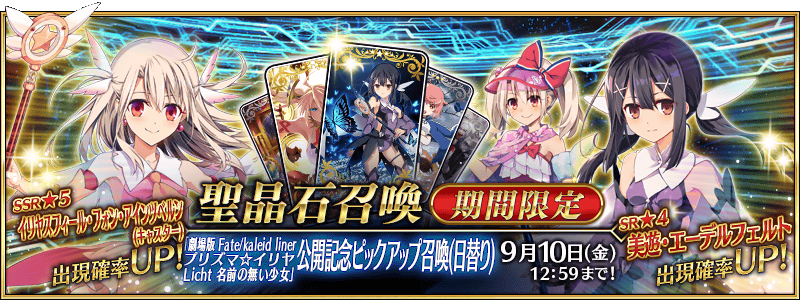 SSR★5
イリヤスフィール・フォン・アインツベルン
(キャスター)
出現確率UP!
聖晶石召喚
期間限定
「劇場版 Fate/kaleid liner
プリズマ☆イリヤ
Licht 名前の無い少女」
公開記念ピックアップ召喚(日替り)
9月10日(金)
12:59まで!
SR★4
美遊・エーデルフェルト
出現確率UP!